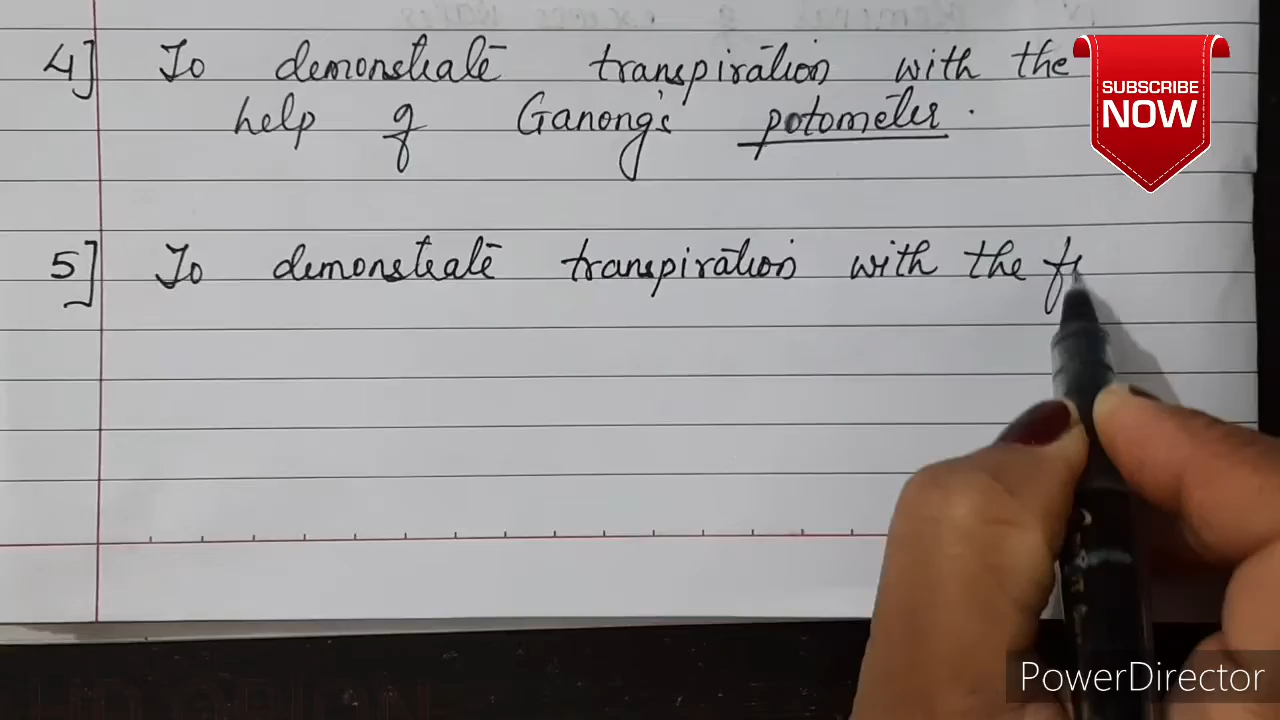 4] To demonstrate transpiration with the
help of Ganong's potometer.
5] To demonstrate transpiration with the
SUBSCRIBE
NOW
PowerDirector